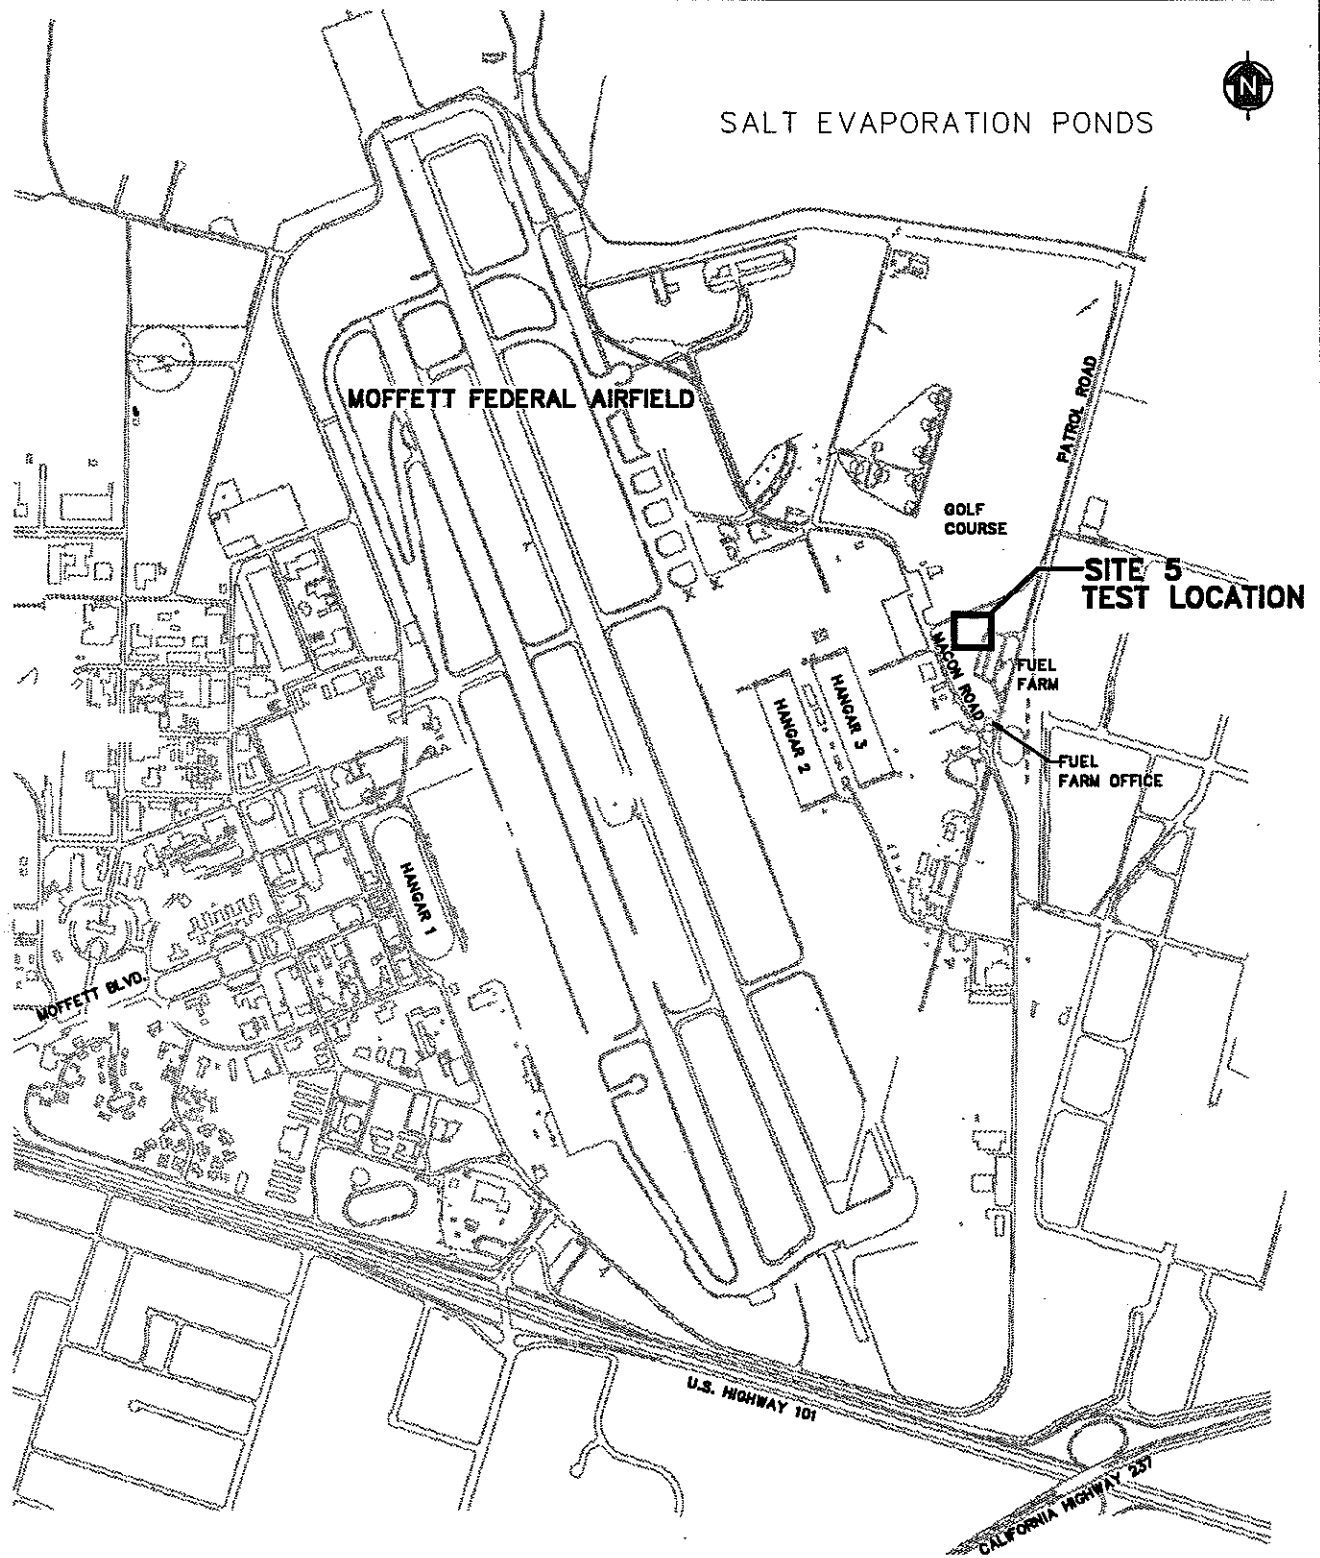 N
SALT EVAPORATION PONDS
MOFFETT FEDERAL AIRFIELD
PATROL ROAD
GOLF
COURSE
SITE 5
TEST LOCATION
MACON ROAD
FUEL
FARM
HANGAR 3
HANGAR 2
FUEL
FARM OFFICE
HANGAR 1
MOFFETT BLVD.
U.S. HIGHWAY 101
CALIFORNIA HIGHWAY 237